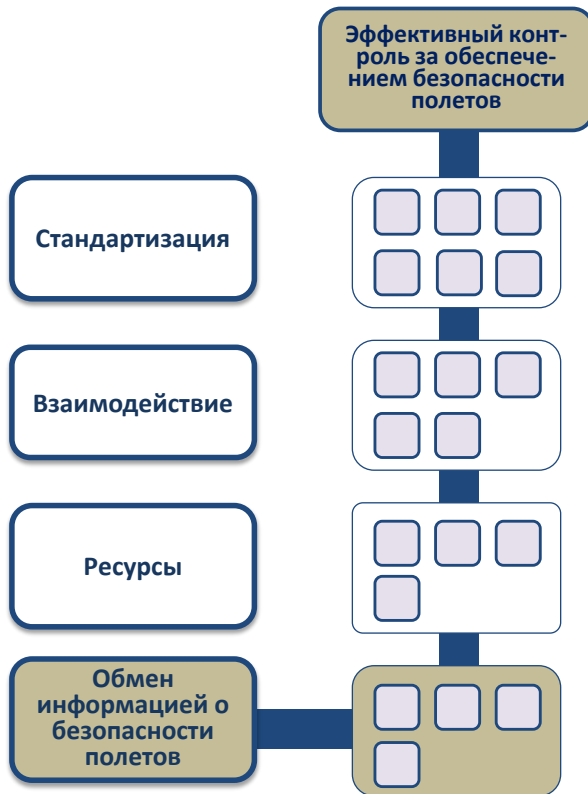 Эффективный конт-
роль за обеспече-
нием безопасности
полетов
Стандартизация
Взаимодействие
Ресурсы
Обмен
информацией о
безопасности
полетов